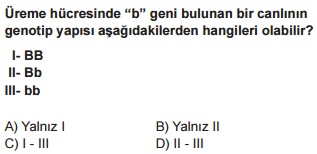 Üreme hücresinde “b” geni bulunan bir canlının
genotip yapısı aşağıdakilerden hangileri olabilir?
I- BB
II- Bb
III- bb
A) Yalnız I B) Yalnız II
C) I - III D) II - III